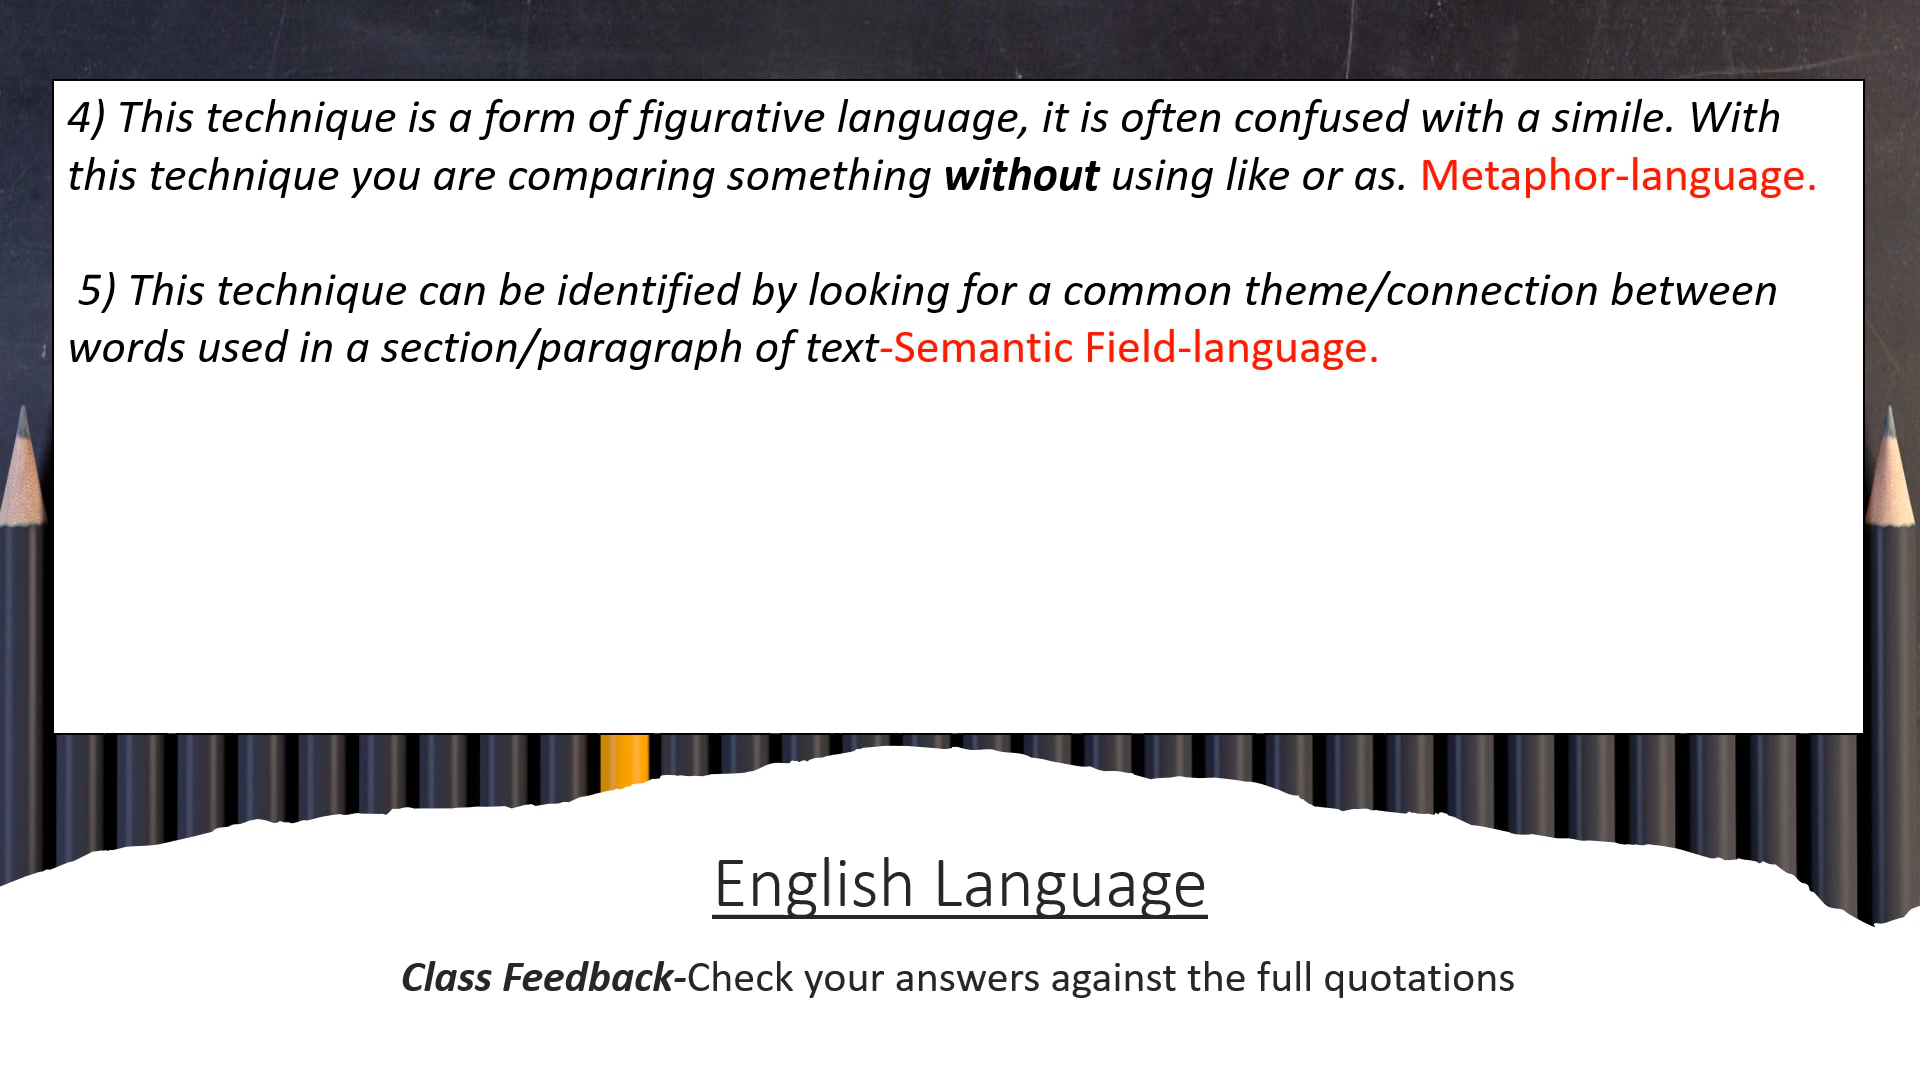 4) This technique is a form of figurative language, it is often confused with a simile. With
this technique you are comparing something without using like or as. Metaphor-language.
5) This technique can be identified by looking for a common theme/connection between
words used in a section/paragraph of text-Semantic Field-language.
English Language
Class Feedback-Check your answers against the full quotations